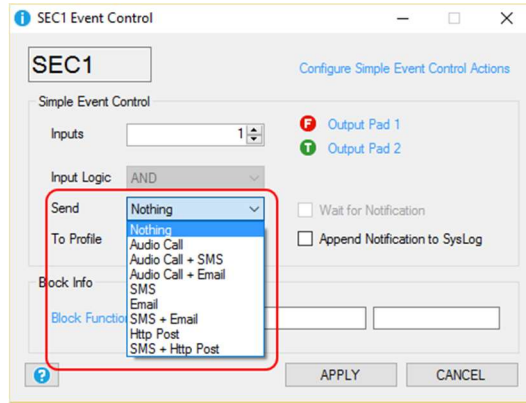 SEC1 Event Control
SEC1
Configure Simple Event Control Actions
Simple Event Control
Inputs 1
F Output Pad 1
T Output Pad 2
Input Logic AND
Send Nothing
Wait for Notification
To Profile
Append Notification to SysLog
Nothing
Audio Call
Audio Call + SMS
Audio Call + Email
SMS
Email
SMS + Email
Http Post
SMS + Http Post
Bock Info
Block Functio
? APPLY CANCEL